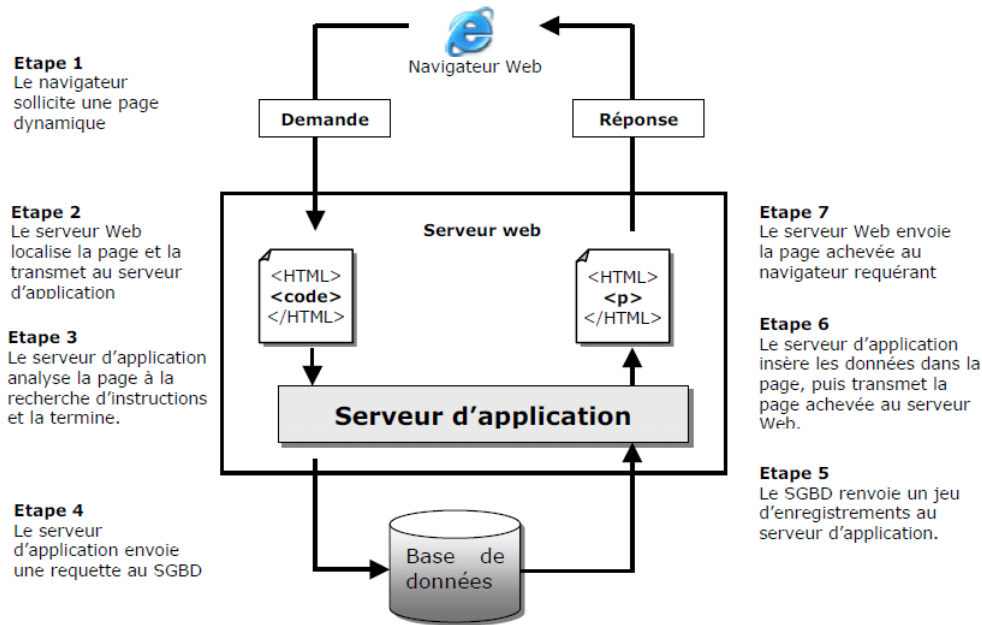 Navigateur Web
Etape 1
Le navigateur
sollicite une page
dynamique
Demande
Réponse
Etape 2
Le serveur Web
localise la page et la
transmet au serveur
d'application
Serveur web
<HTML>
<code>
</HTML>
<HTML>
<p>
</HTML>
Etape 7
Le serveur Web envoie
la page achevée au
navigateur requérant
Etape 3
Le serveur d'application
analyse la page à la
recherche d'instructions
et la termine.
Etape 6
Le serveur d'application
insère les données dans la
page, puis transmet la
page achevée au serveur
Web.
Serveur d'application
Etape 4
Le serveur
d'application envoie
une requette au SGBD
Base de
données
Etape 5
Le SGBD renvoie un jeu
d'enregistrements au
serveur d'application.